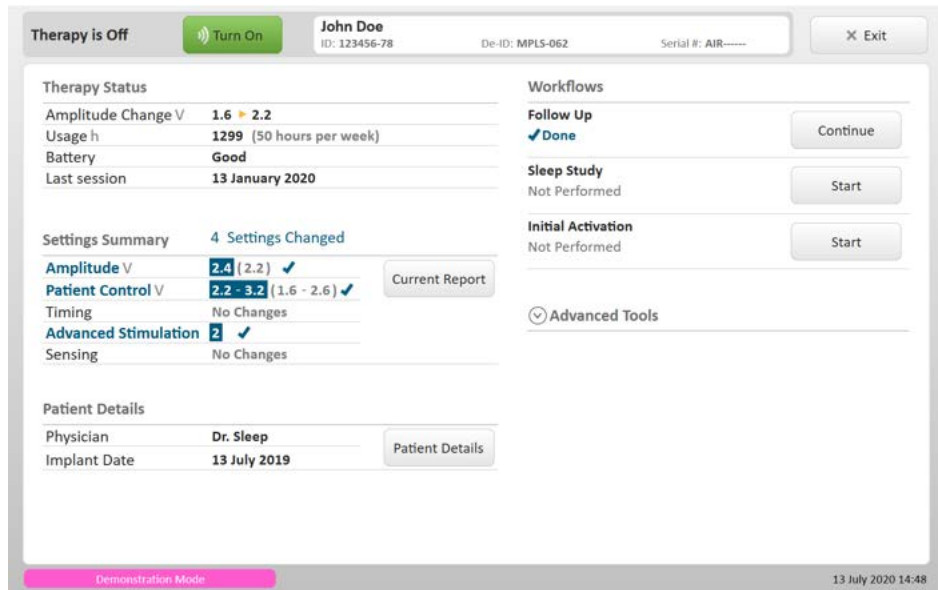 Therapy is Off
Turn On
John Doe
ID: 123456-78 De-ID: MPLS-062 Serial #: AIR------
× Exit
Therapy Status
Amplitude Change V 1.6 ▸ 2.2
Usage h 1299 (50 hours per week)
Battery Good
Last session 13 January 2020
Settings Summary 4 Settings Changed
Amplitude V 2.4 (2.2) ✓
Patient Control V 2.2 - 3.2 (1.6 - 2.6) ✓
Timing No Changes
Advanced Stimulation 2 ✓
Sensing No Changes
Current Report
Patient Details
Physician Dr. Sleep
Implant Date 13 July 2019
Patient Details
Workflows
Follow Up
✓Done
Continue
Sleep Study
Not Performed
Start
Initial Activation
Not Performed
Start
Advanced Tools
Demonstration Mode
13 July 2020 14:48